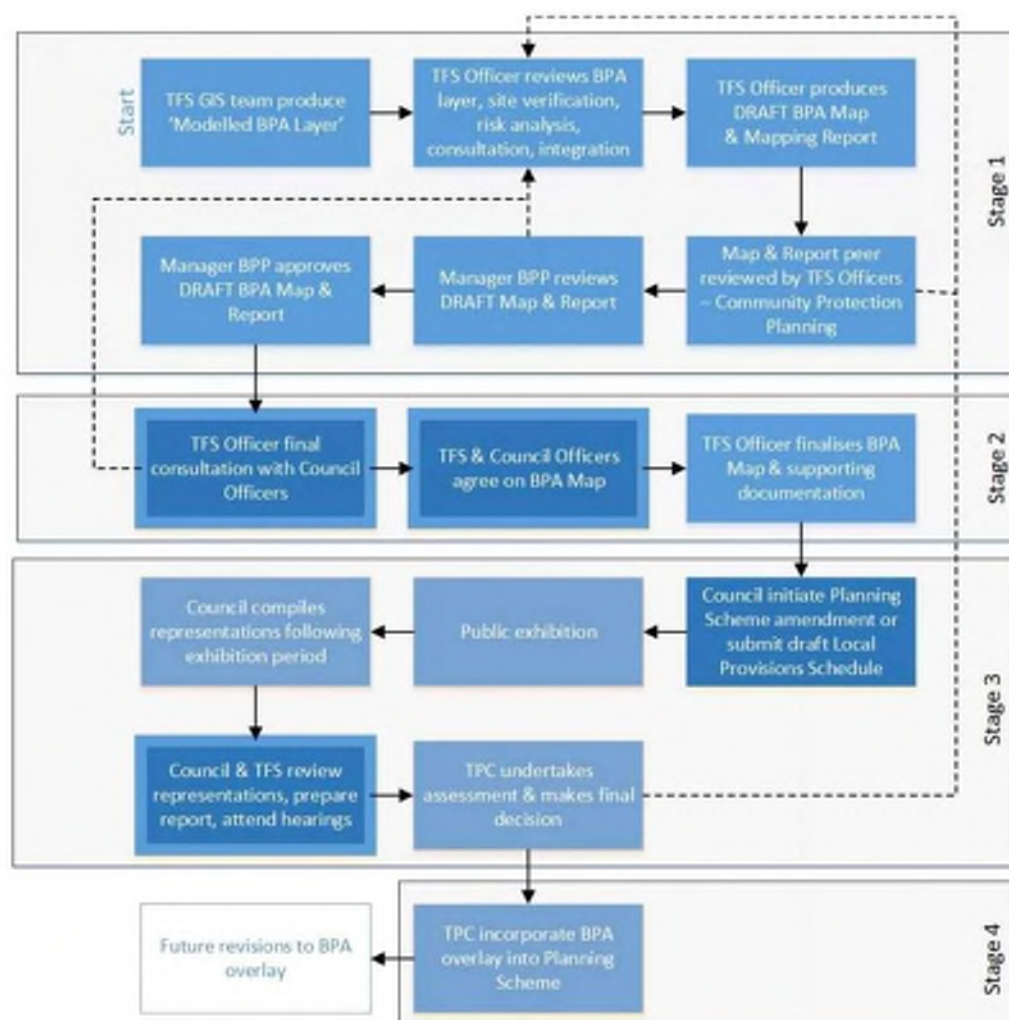 Start
TFS GIS team produce
‘Modelled BPA Layer’
TFS Officer reviews BPA
layer, site verification,
risk analysis,
consultation, integration
TFS Officer produces
DRAFT BPA Map
& Mapping Report
Stage 1
Manager BPP approves
DRAFT BPA Map &
Report
Manager BPP reviews
DRAFT Map & Report
Map & Report peer
reviewed by TFS Officers
– Community Protection
Planning
TFS Officer final
consultation with Council
Officers
TFS & Council Officers
agree on BPA Map
TFS Officer finalises BPA
Map & supporting
documentation
Stage 2
Council compiles
representations following
exhibition period
Public exhibition
Council initiate Planning
Scheme amendment or
submit draft Local
Provisions Schedule
Stage 3
Council & TFS review
representations, prepare
report, attend hearings
TPC undertakes
assessment & makes final
decision
Future revisions to BPA
overlay
TPC incorporate BPA
overlay into Planning
Scheme
Stage 4